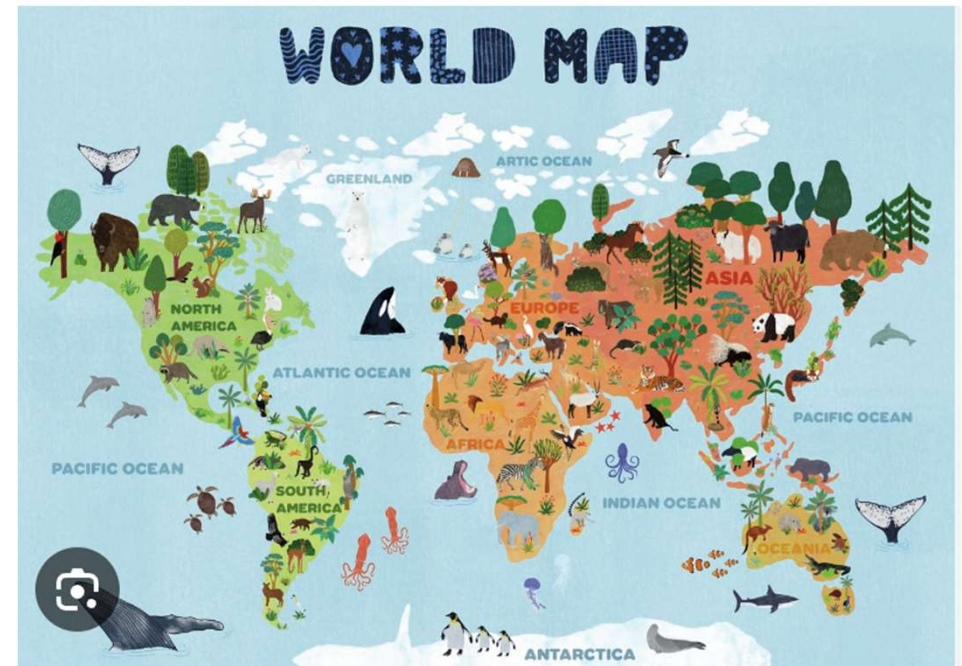 WORLD MAP
ARTIC OCEAN
GREENLAND
ASIA
NORTH
AMERICA
EUROPE
ATLANTIC OCEAN
PACIFIC OCEAN
AFRICA
PACIFIC OCEAN
SOUTH
AMERICA
INDIAN OCEAN
OCEANIA
ANTARCTICA